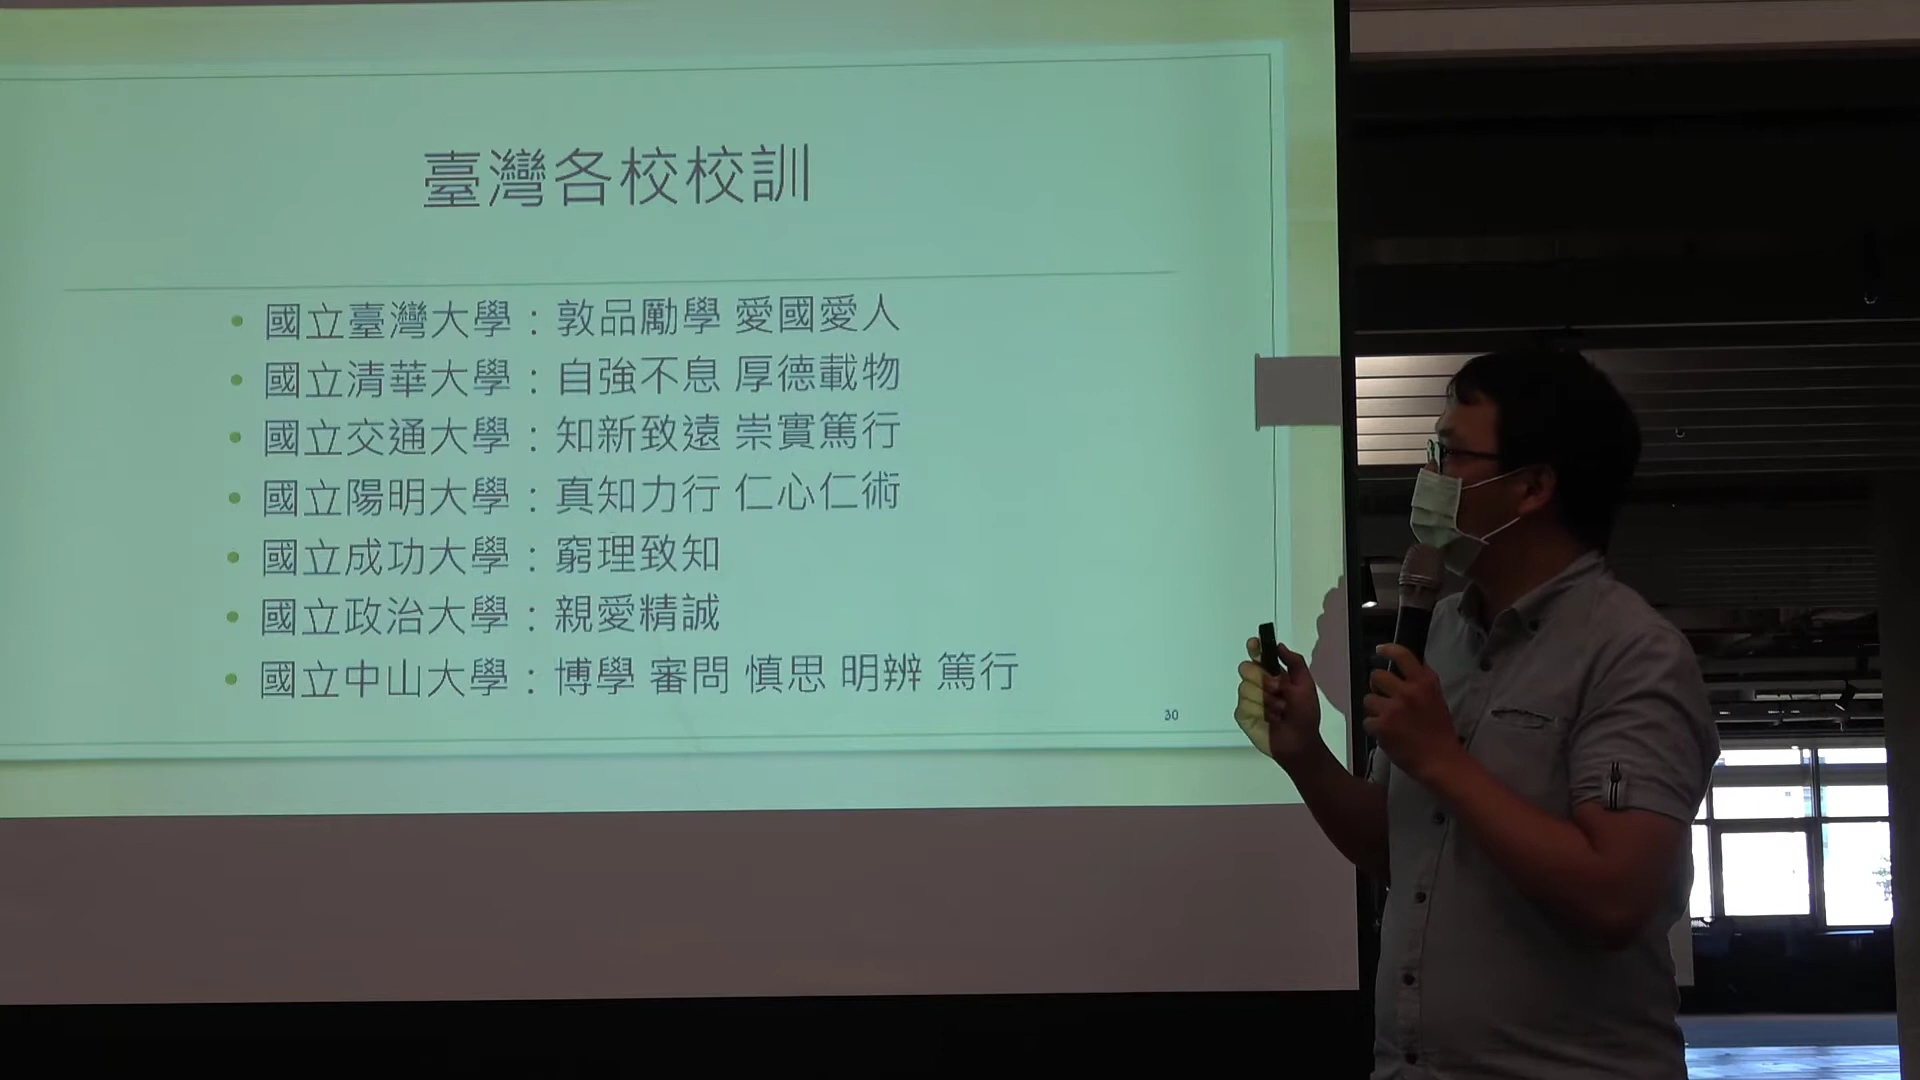 臺灣各校校訓
• 國立臺灣大學：敦品勵學 愛國愛人
• 國立清華大學：自強不息 厚德載物
• 國立交通大學：知新致遠 崇實篤行
• 國立陽明大學：真知力行 仁心仁術
• 國立成功大學：窮理致知
• 國立政治大學：親愛精誠
• 國立中山大學：博學 審問 慎思 明辨 篤行
30